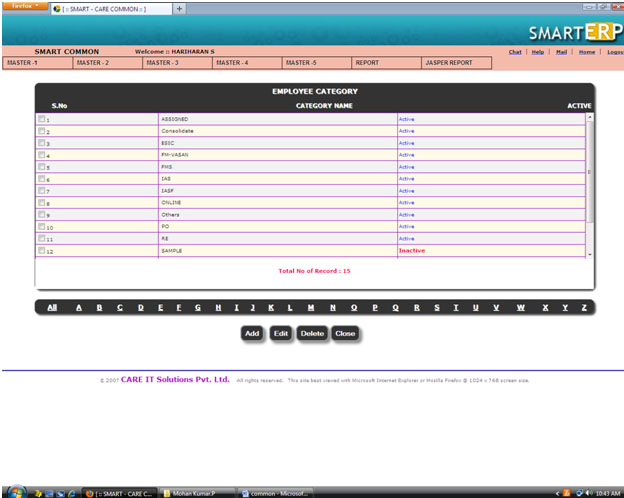 Firefox
[ :: SMART - CARE COMMON :: ]
+
SMARTERP
SMART COMMON Welcome :: HARIHARAN S Chat | Help | Mail | Home | Logou
MASTER -1 MASTER - 2 MASTER - 3 MASTER - 4 MASTER -5 REPORT JASPER REPORT
EMPLOYEE CATEGORY
S.No CATEGORY NAME ACTIVE
1 ASSIGNED Active
2 Consolidate Active
3 ESIC Active
4 FM-VASAN Active
5 FMS Active
6 IAS Active
7 IASF Active
8 ONLINE Active
9 Others Active
10 PO Active
11 RE Active
12 SAMPLE Inactive
Total No of Record : 15
All A B C D E F G H I J K L M N O P Q R S T U V W X Y Z
Add Edit Delete Close
© 2007 CARE IT Solutions Pvt. Ltd. All rights reserved. This site best viewed with Microsoft Internet Explorer or Mozilla Firefox @ 1024 x 768 screen size.
[ :: SMART - CARE C... Mohan Kumar.P common - Microsof... 10:43 AM